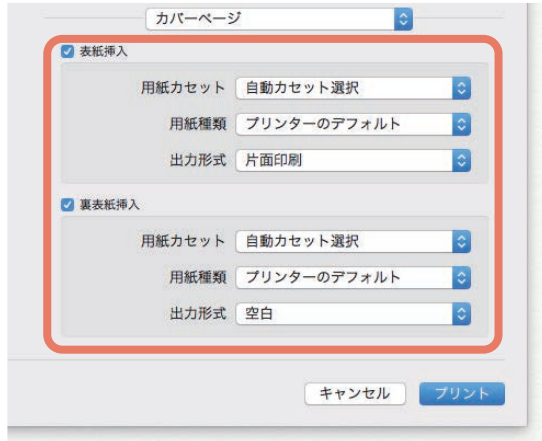 カバーページ
表紙挿入
用紙カセット 自動カセット選択
用紙種類 プリンターのデフォルト
出力形式 片面印刷
裏表紙挿入
用紙カセット 自動カセット選択
用紙種類 プリンターのデフォルト
出力形式 空白
キャンセル プリント